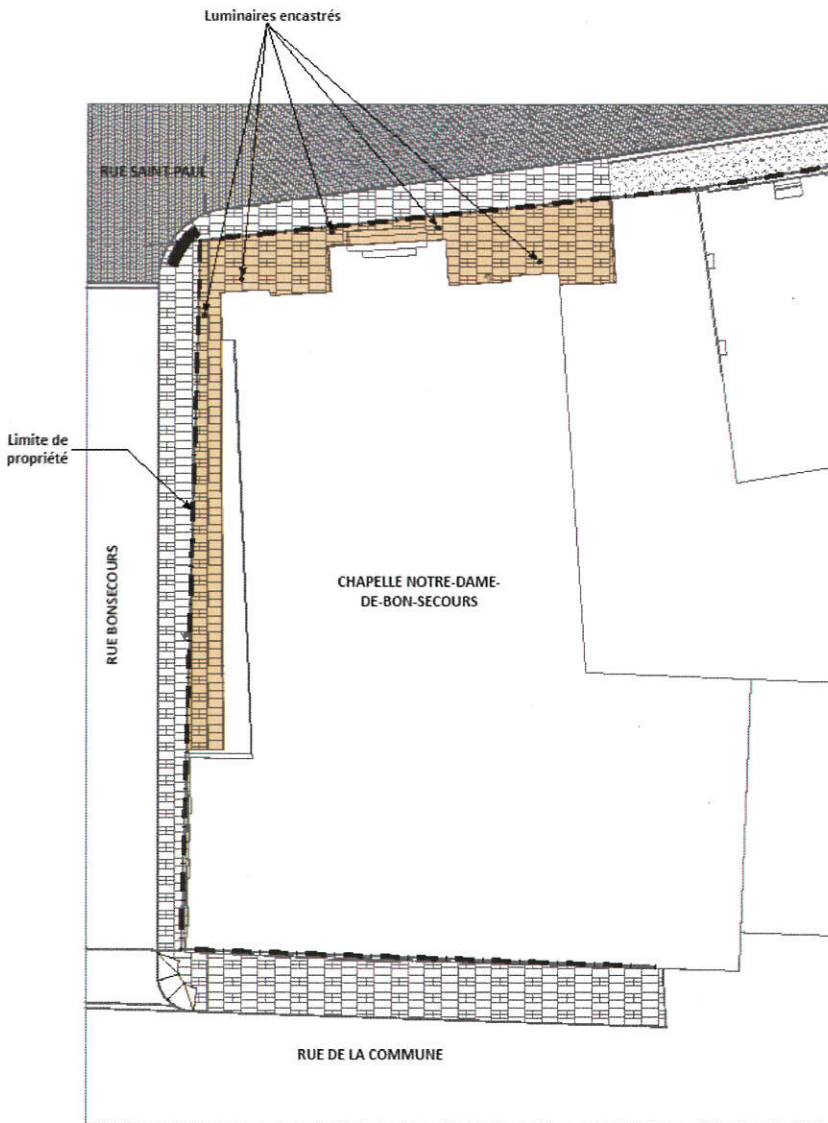 Luminaires encastrés
RUE SAINT-PAUL
Limite de
propriété
RUE BONSECOURS
CHAPELLE NOTRE-DAME-
DE-BON-SECOURS
RUE DE LA COMMUNE